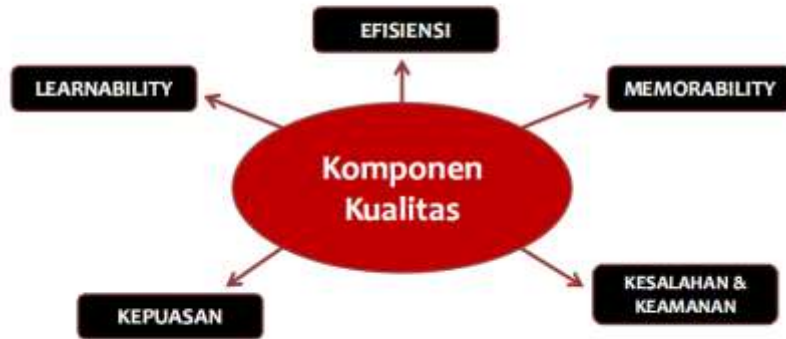 EFISIENSI
LEARNABILITY
MEMORABILITY
Komponen
Kualitas
KEPUASAN
KESALAHAN &
KEAMANAN